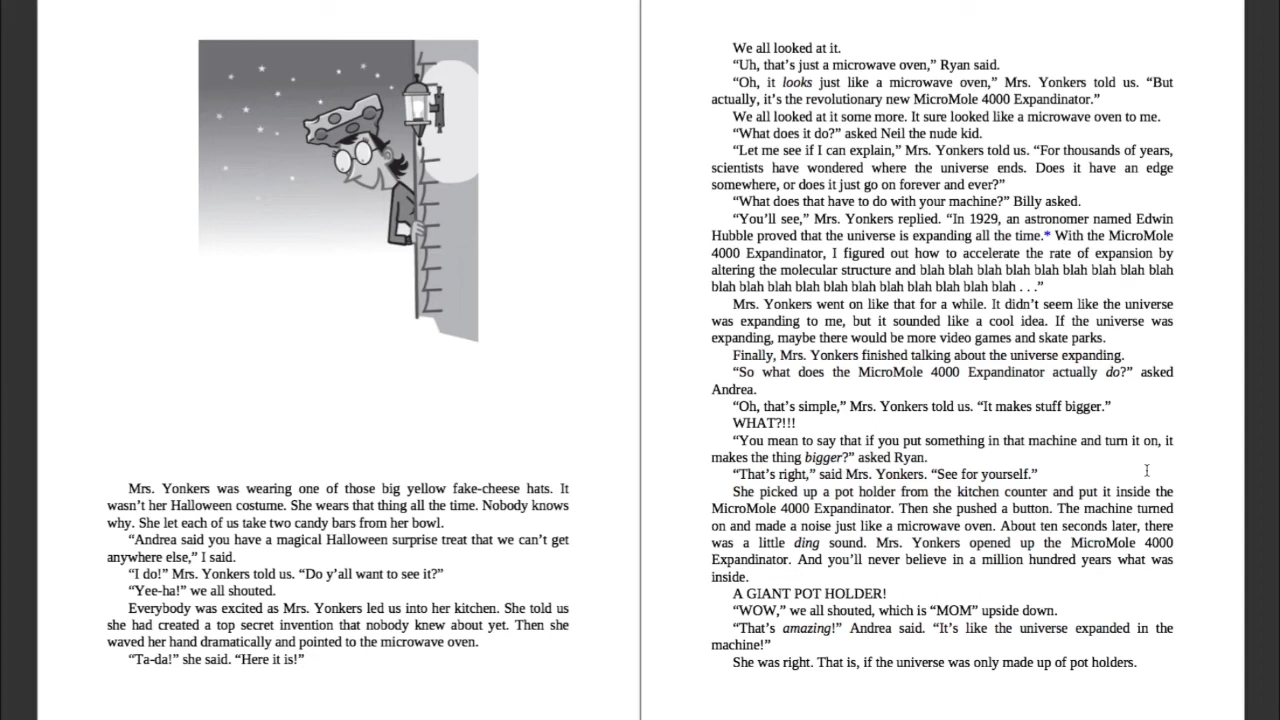 Mrs. Yonkers was wearing one of those big yellow fake-cheese hats. It
wasn’t her Halloween costume. She wears that thing all the time. Nobody knows
why. She let each of us take two candy bars from her bowl.
“Andrea said you have a magical Halloween surprise treat that we can’t get
anywhere else,” I said.
“I do!” Mrs. Yonkers told us. “Do y’all want to see it?”
“Yee-ha!” we all shouted.
Everybody was excited as Mrs. Yonkers led us into her kitchen. She told us
she had created a top secret invention that nobody knew about yet. Then she
waved her hand dramatically and pointed to the microwave oven.
“Ta-da!” she said. “Here it is!”
We all looked at it.
“Uh, that’s just a microwave oven,” Ryan said.
“Oh, it looks just like a microwave oven,” Mrs. Yonkers told us. “But
actually, it’s the revolutionary new MicroMole 4000 Expandinator.”
We all looked at it some more. It sure looked like a microwave oven to me.
“What does it do?” asked Neil the nude kid.
“Let me see if I can explain,” Mrs. Yonkers told us. “For thousands of years,
scientists have wondered where the universe ends. Does it have an edge
somewhere, or does it just go on forever and ever?”
“What does that have to do with your machine?” Billy asked.
“You’ll see,” Mrs. Yonkers replied. “In 1929, an astronomer named Edwin
Hubble proved that the universe is expanding all the time.* With the MicroMole
4000 Expandinator, I figured out how to accelerate the rate of expansion by
altering the molecular structure and blah blah blah blah blah blah blah blah blah
blah blah blah blah blah blah blah blah blah blah blah . . .”
Mrs. Yonkers went on like that for a while. It didn’t seem like the universe
was expanding to me, but it sounded like a cool idea. If the universe was
expanding, maybe there would be more video games and skate parks.
Finally, Mrs. Yonkers finished talking about the universe expanding.
“So what does the MicroMole 4000 Expandinator actually do?” asked
Andrea.
“Oh, that’s simple,” Mrs. Yonkers told us. “It makes stuff bigger.”
WHAT?!!!
“You mean to say that if you put something in that machine and turn it on, it
makes the thing bigger?” asked Ryan.
“That’s right,” said Mrs. Yonkers. “See for yourself.”
She picked up a pot holder from the kitchen counter and put it inside the
MicroMole 4000 Expandinator. Then she pushed a button. The machine turned
on and made a noise just like a microwave oven. About ten seconds later, there
was a little ding sound. Mrs. Yonkers opened up the MicroMole 4000
Expandinator. And you’ll never believe in a million hundred years what was
inside.
A GIANT POT HOLDER!
“WOW,” we all shouted, which is “MOM” upside down.
“That’s amazing!” Andrea said. “It’s like the universe expanded in the
machine!”
She was right. That is, if the universe was only made up of pot holders.